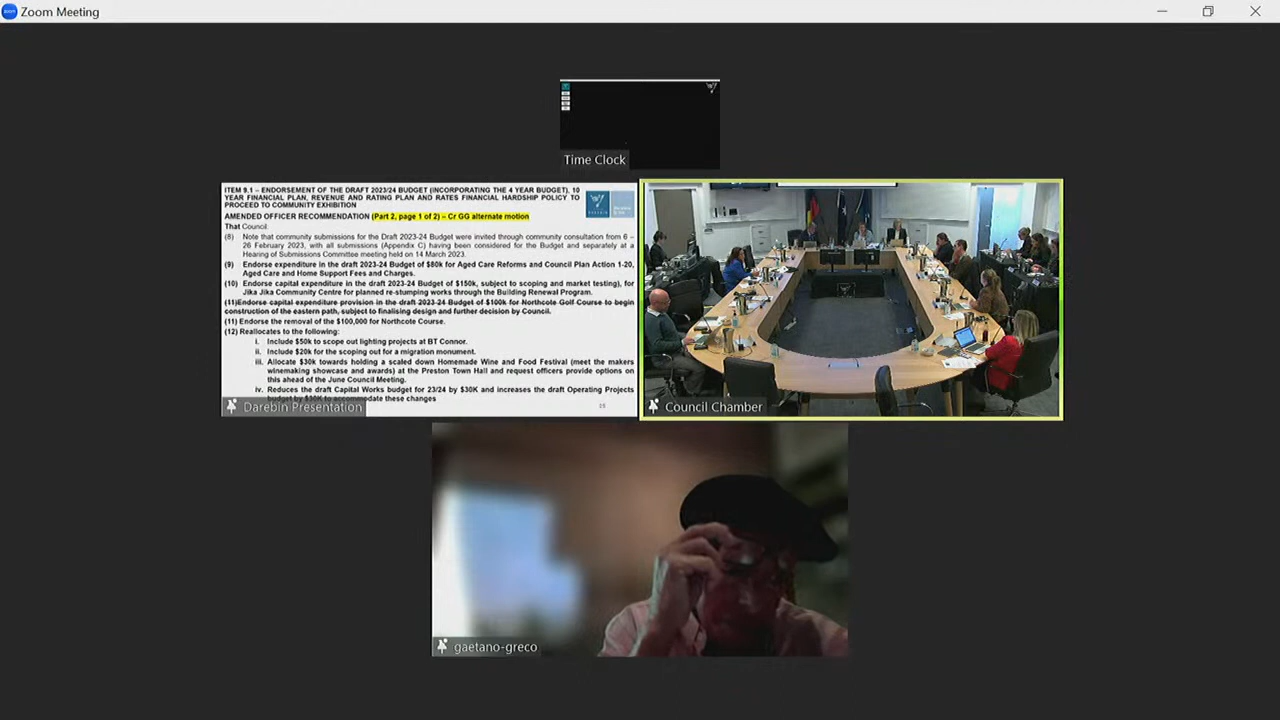 Zoom Meeting
Time Clock
ITEM 9.1 – ENDORSEMENT OF THE DRAFT 2023/24 BUDGET (INCORPORATING THE 4 YEAR BUDGET), 10
YEAR FINANCIAL PLAN, REVENUE AND RATING PLAN AND RATES FINANCIAL HARDSHIP POLICY TO
PROCEED TO COMMUNITY EXHIBITION
AMENDED OFFICER RECOMMENDATION (Part 2, page 1 of 2) – Cr GG alternate motion
That Council:
(8) Note that community submissions for the Draft 2023-24 Budget were invited through community consultation from 6 –
26 February 2023, with all submissions (Appendix C) having been considered for the Budget and separately at a
Hearing of Submissions Committee meeting held on 14 March 2023.
(9) Endorse expenditure in the draft 2023-24 Budget of $80k for Aged Care Reforms and Council Plan Action 1-20,
Aged Care and Home Support Fees and Charges.
(10) Endorse capital expenditure in the draft 2023-24 Budget of $150k, subject to scoping and market testing), for
Jika Jika Community Centre for planned re-stumping works through the Building Renewal Program.
(11)Endorse capital expenditure provision in the draft 2023-24 Budget of $100k for Northcote Golf Course to begin
construction of the eastern path, subject to finalising design and further decision by Council.
(11) Endorse the removal of the $100,000 for Northcote Course.
(12) Reallocates to the following:
i. Include $50k to scope out lighting projects at BT Connor.
ii. Include $20k for the scoping out for a migration monument.
iii. Allocate $30k towards holding a scaled down Homemade Wine and Food Festival (meet the makers
winemaking showcase and awards) at the Preston Town Hall and request officers provide options on
this ahead of the June Council Meeting.
iv. Reduces the draft Capital Works budget for 23/24 by $30K and increases the draft Operating Projects
budget by $30K to accommodate these changes
Darebin Presentation
Council Chamber
gaetano-greco